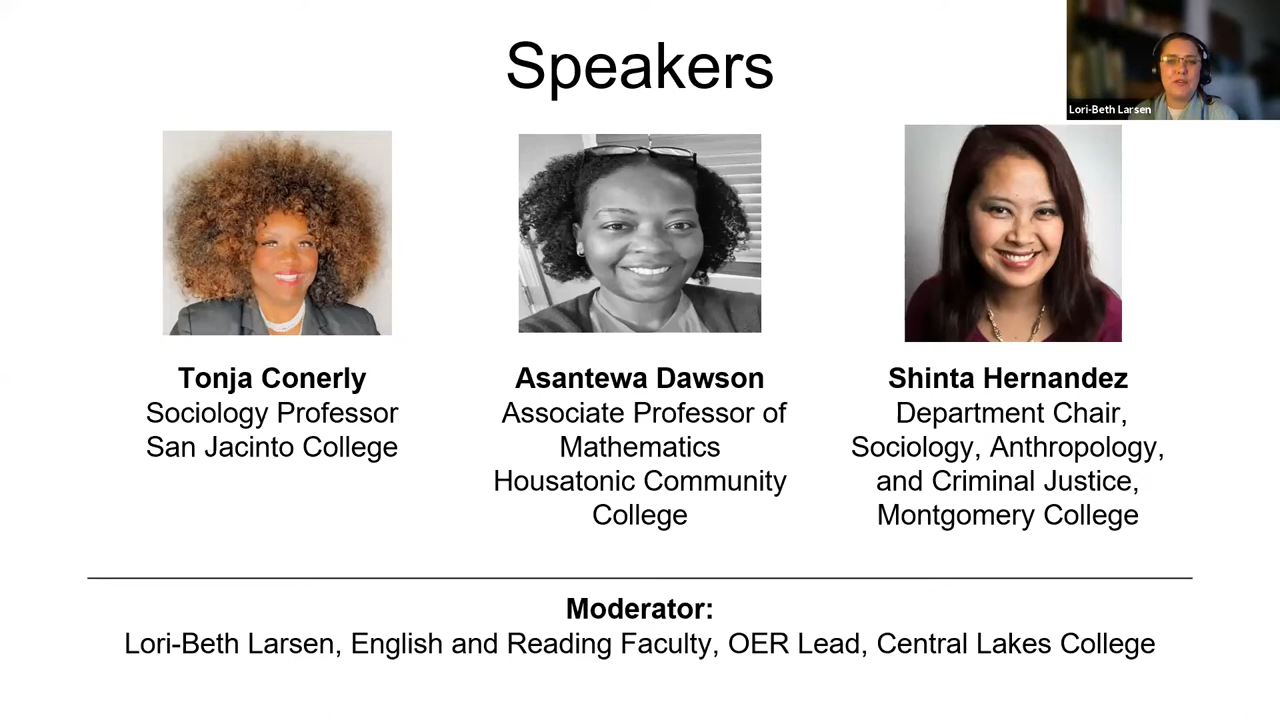 Speakers
Lori-Beth Larsen
Tonja Conerly
Sociology Professor
San Jacinto College
Asantewa Dawson
Associate Professor of
Mathematics
Housatonic Community
College
Shinta Hernandez
Department Chair,
Sociology, Anthropology,
and Criminal Justice,
Montgomery College
Moderator:
Lori-Beth Larsen, English and Reading Faculty, OER Lead, Central Lakes College